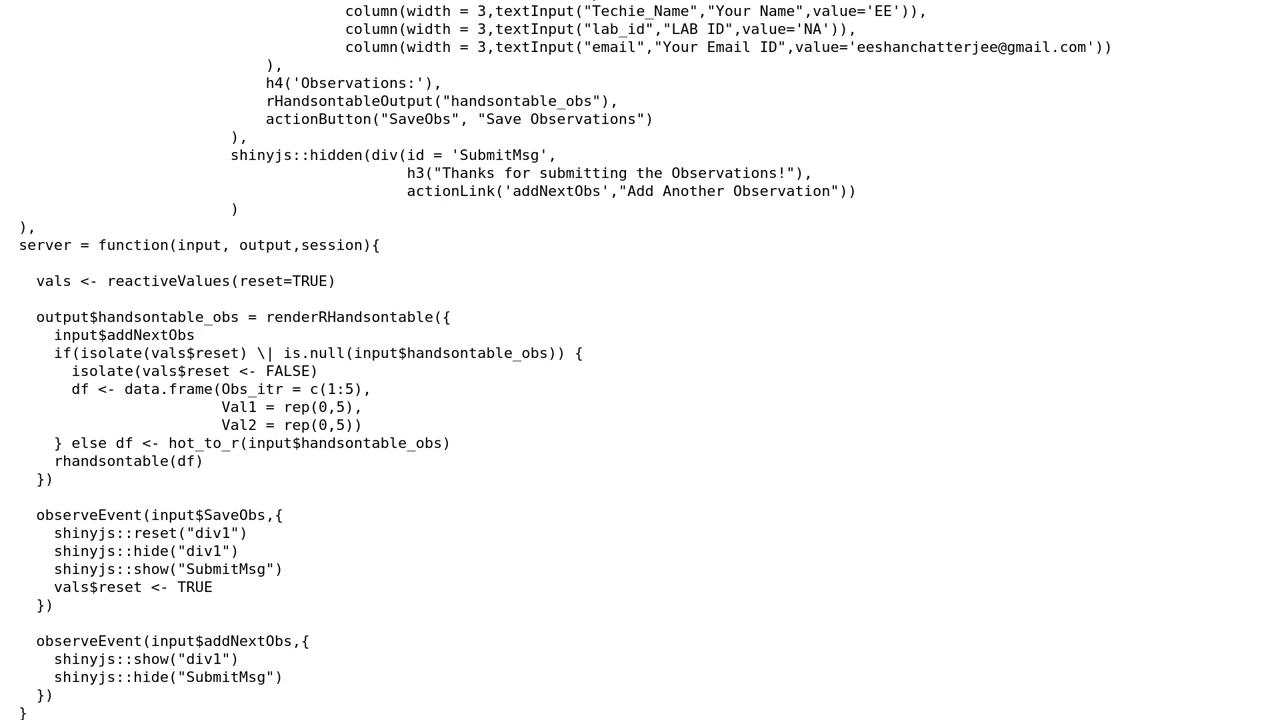 column(width = 3,textInput("Techie_Name","Your Name",value='EE')),
column(width = 3,textInput("lab_id","LAB ID",value='NA')),
column(width = 3,textInput("email","Your Email ID",value='eeshanchatterjee@gmail.com'))
),
h4('Observations:'),
rHandsontableOutput("handsontable_obs"),
actionButton("SaveObs", "Save Observations")
),
shinyjs::hidden(div(id = 'SubmitMsg',
h3("Thanks for submitting the Observations!"),
actionLink('addNextObs',"Add Another Observation"))
)
),
server = function(input, output,session){
vals <- reactiveValues(reset=TRUE)
output$handsontable_obs = renderRHandsontable({
input$addNextObs
if(isolate(vals$reset) \| is.null(input$handsontable_obs)) {
isolate(vals$reset <- FALSE)
df <- data.frame(Obs_itr = c(1:5),
Val1 = rep(0,5),
Val2 = rep(0,5))
} else df <- hot_to_r(input$handsontable_obs)
rhandsontable(df)
})
observeEvent(input$SaveObs,{
shinyjs::reset("div1")
shinyjs::hide("div1")
shinyjs::show("SubmitMsg")
vals$reset <- TRUE
})
observeEvent(input$addNextObs,{
shinyjs::show("div1")
shinyjs::hide("SubmitMsg")
})
}